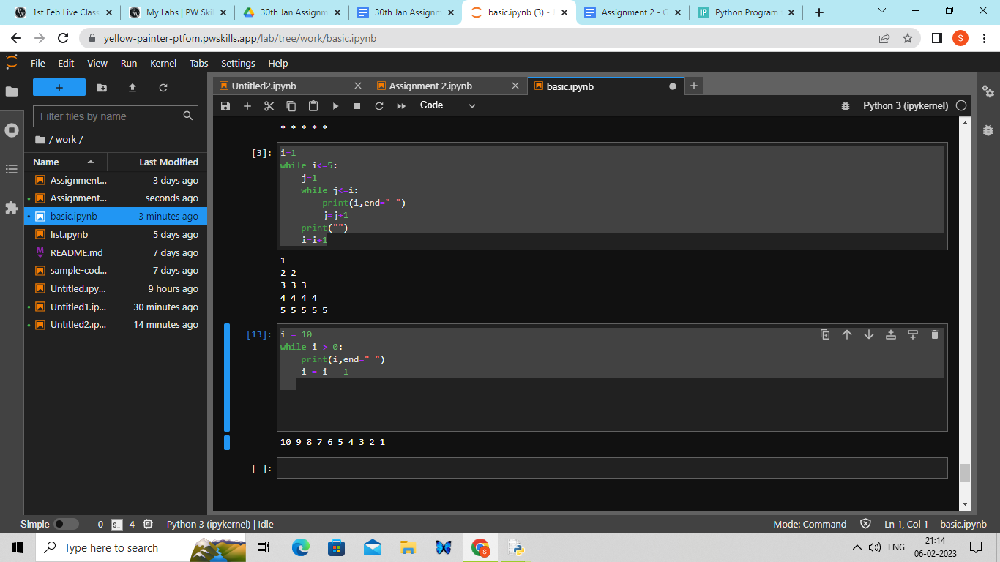 1st Feb Live Class
My Labs | PW Ski
30th Jan Assignm
30th Jan Assignm
basic.ipynb (3) -
Assignment 2 - G
Python Program
yellow-painter-ptfom.pwskills.app/lab/tree/work/basic.ipynb
S
File Edit View Run Kernel Tabs Settings Help
Untitled2.ipynb
Assignment 2.ipynb
basic.ipynb
Code
Python 3 (ipykernel)
Filter files by name
/ work /
Name Last Modified
Assignment... 3 days ago
Assignment... seconds ago
basic.ipynb 3 minutes ago
list.ipynb 5 days ago
README.md 7 days ago
sample-cod... 7 days ago
Untitled.ipy... 9 hours ago
Untitled1.ip... 30 minutes ago
Untitled2.ip... 14 minutes ago
* * * * *
[3]: i=1
while i<=5:
    j=1
    while j<=i:
        print(i,end=" ")
        j=j+1
    print("")
    i=i+1
1
2 2
3 3 3
4 4 4 4
5 5 5 5 5
[13]: i = 10
while i > 0:
    print(i,end=" ")
    i = i - 1
10 9 8 7 6 5 4 3 2 1
[ ]:
Simple 0 $_ 4 Python 3 (ipykernel) | Idle
Mode: Command Ln 1, Col 1 basic.ipynb
Type here to search
S
ENG
21:14
06-02-2023